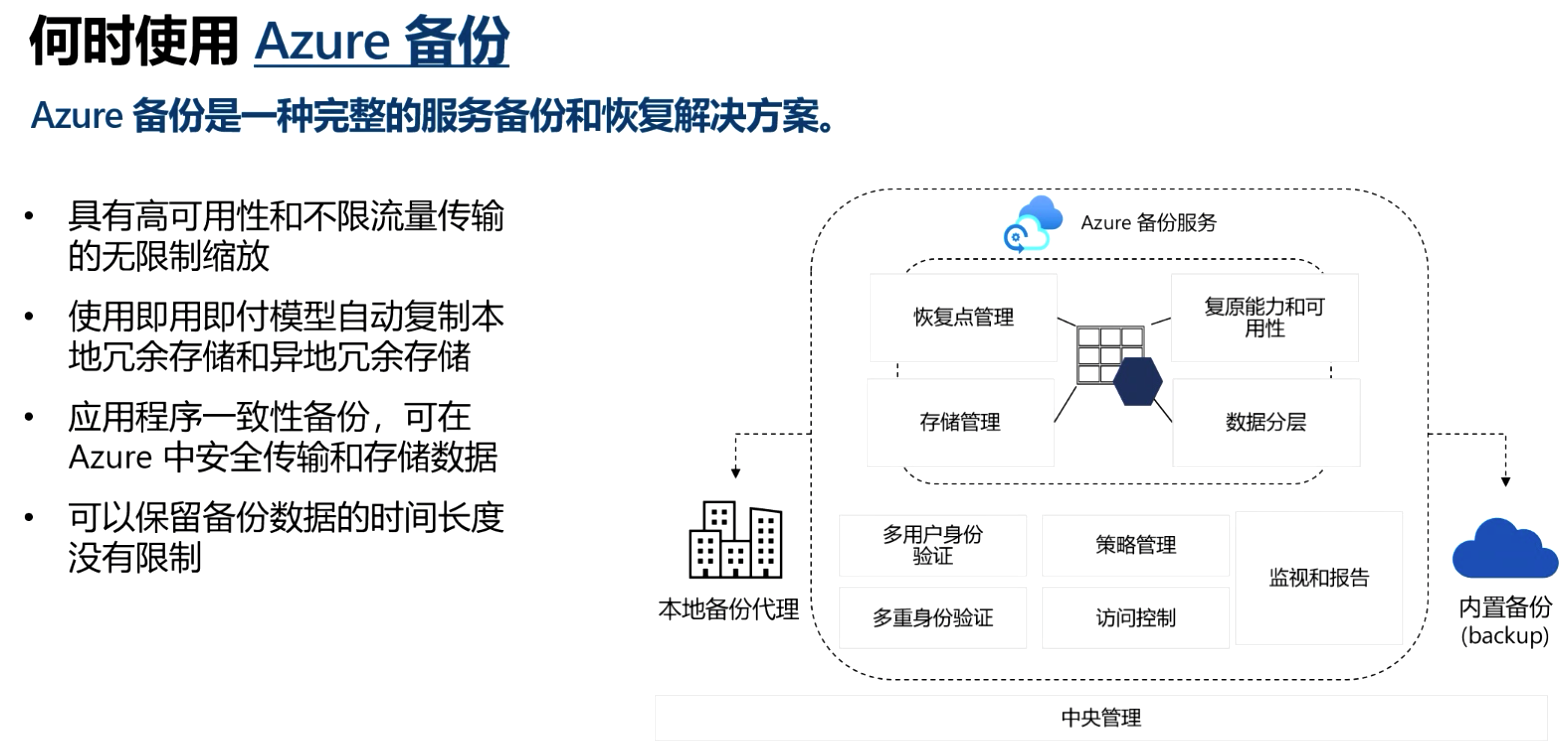 何时使用 Azure 备份
Azure 备份是一种完整的服务备份和恢复解决方案。
• 具有高可用性和不限流量传输
的无限制缩放
• 使用即用即付模型自动复制本
地冗余存储和异地冗余存储
• 应用程序一致性备份，可在
Azure 中安全传输和存储数据
• 可以保留备份数据的时间长度
没有限制
Azure 备份服务
恢复点管理
复原能力和可
用性
存储管理
数据分层
多用户身份
验证
策略管理
监视和报告
多重身份验证
访问控制
本地备份代理
内置备份
(backup)
中央管理